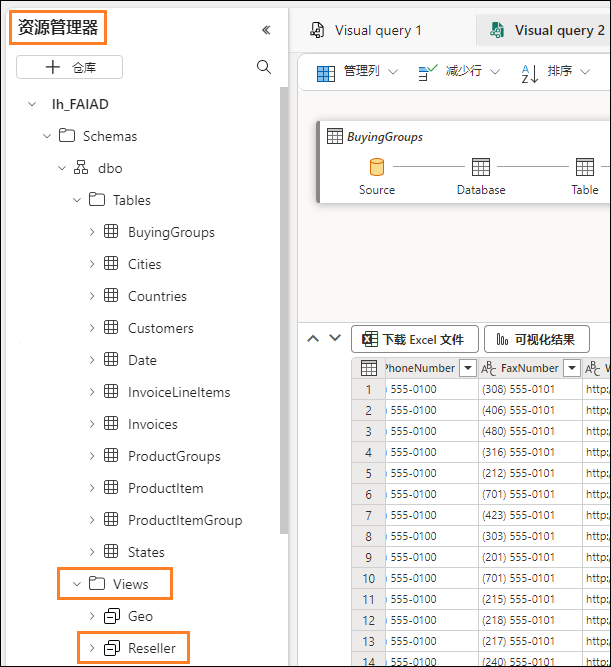 资源管理器
仓库
lh_FAIAD
Schemas
dbo
Tables
BuyingGroups
Cities
Countries
Customers
Date
InvoiceLineItems
Invoices
ProductGroups
ProductItem
ProductItemGroup
States
Views
Geo
Reseller
Visual query 1
Visual query 2
管理列
减少行
排序
BuyingGroups
Source
Database
Table
下载 Excel 文件
可视化结果
PhoneNumber FaxNumber W
1 ) 555-0100 (308) 555-0101 http:/
2 ) 555-0100 (406) 555-0101 http:/
3 ) 555-0100 (480) 555-0101 http:/
4 ) 555-0100 (316) 555-0101 http:/
5 ) 555-0100 (212) 555-0101 http:/
6 ) 555-0100 (701) 555-0101 http:/
7 ) 555-0100 (423) 555-0101 http:/
8 ) 555-0100 (303) 555-0101 http:/
9 ) 555-0100 (201) 555-0101 http:/
10 ) 555-0100 (701) 555-0101 http:/
11 ) 555-0100 (215) 555-0101 http:/
12 ) 555-0100 (218) 555-0101 http:/
13 ) 555-0100 (217) 555-0101 http:/
14 ) 555-0100 (240) 555-0101 http:/